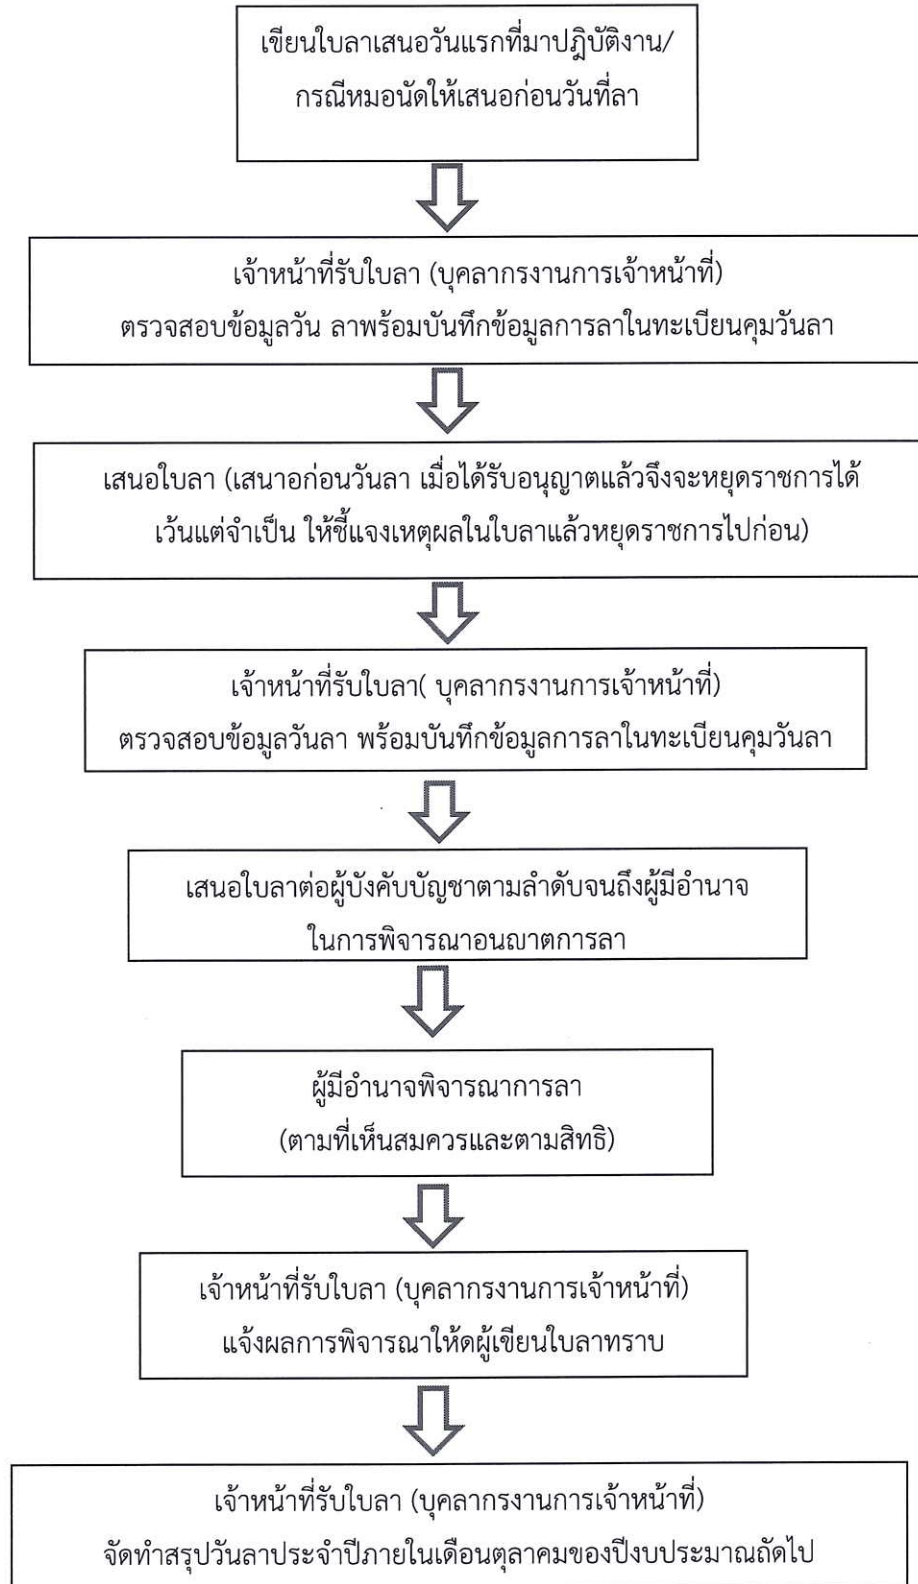 เขียนใบลาเสนอวันแรกที่มาปฏิบัติงาน/
กรณีหมอนัดให้เสนอก่อนวันที่ลา
เจ้าหน้าที่รับใบลา (บุคลากรงานการเจ้าหน้าที่)
ตรวจสอบข้อมูลวัน ลาพร้อมบันทึกข้อมูลการลาในทะเบียนคุมวันลา
เสนอใบลา (เสนาอก่อนวันลา เมื่อได้รับอนุญาตแล้วจึงจะหยุดราชการได้
เว้นแต่จำเป็น ให้ชี้แจงเหตุผลในใบลาแล้วหยุดราชการไปก่อน)
เจ้าหน้าที่รับใบลา( บุคลากรงานการเจ้าหน้าที่)
ตรวจสอบข้อมูลวันลา พร้อมบันทึกข้อมูลการลาในทะเบียนคุมวันลา
เสนอใบลาต่อผู้บังคับบัญชาตามลำดับจนถึงผู้มีอำนาจ
ในการพิจารณาอนุญาตการลา
ผู้มีอำนาจพิจารณาการลา
(ตามที่เห็นสมควรและตามสิทธิ)
เจ้าหน้าที่รับใบลา (บุคลากรงานการเจ้าหน้าที่)
แจ้งผลการพิจารณาให้ดผู้เขียนใบลาทราบ
เจ้าหน้าที่รับใบลา (บุคลากรงานการเจ้าหน้าที่)
จัดทำสรุปวันลาประจำปีภายในเดือนตุลาคมของปีงบประมาณถัดไป